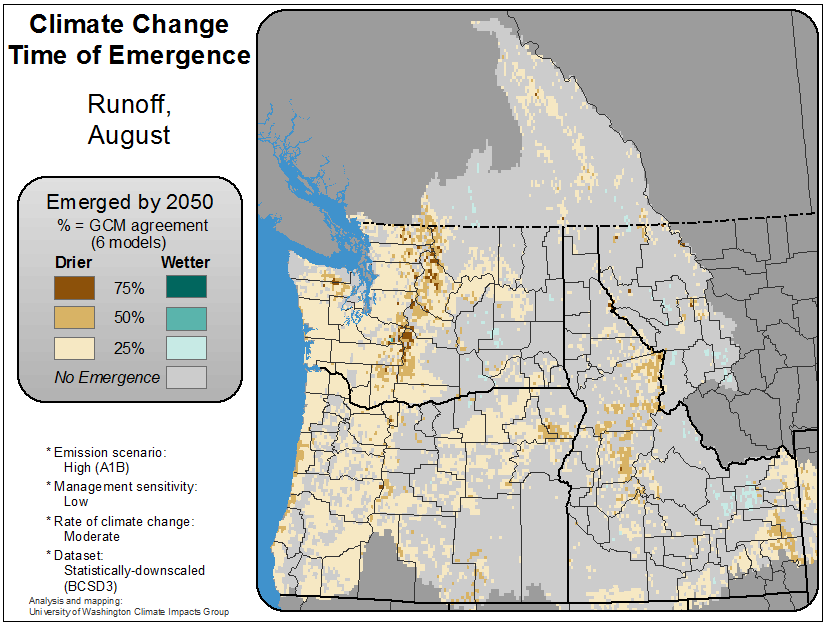 Climate Change
Time of Emergence
Runoff,
August
Emerged by 2050
% = GCM agreement
(6 models)
Drier Wetter
75%
50%
25%
No Emergence
* Emission scenario:
High (A1B)
* Management sensitivity:
Low
* Rate of climate change:
Moderate
* Dataset:
Statistically-downscaled
(BCSD3)
Analysis and mapping:
University of Washington Climate Impacts Group